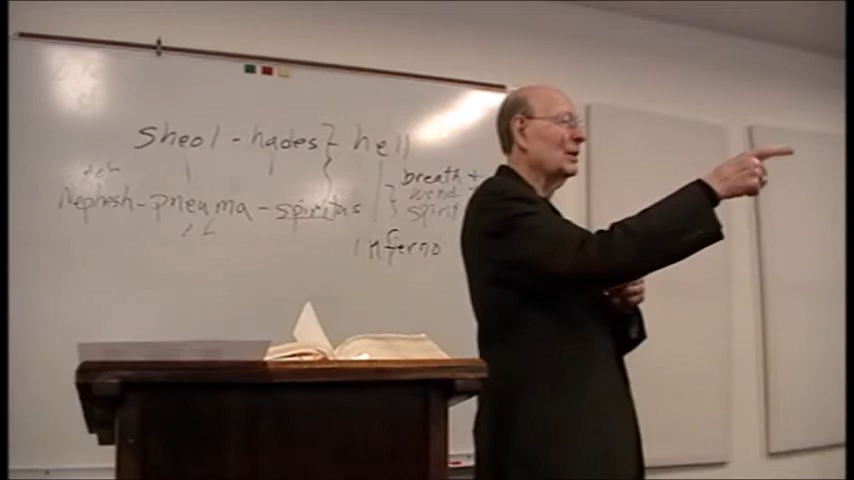 sheol - hades } hell
Nephesh - pneuma - spiritus
breath +
wind
spirit
inferno